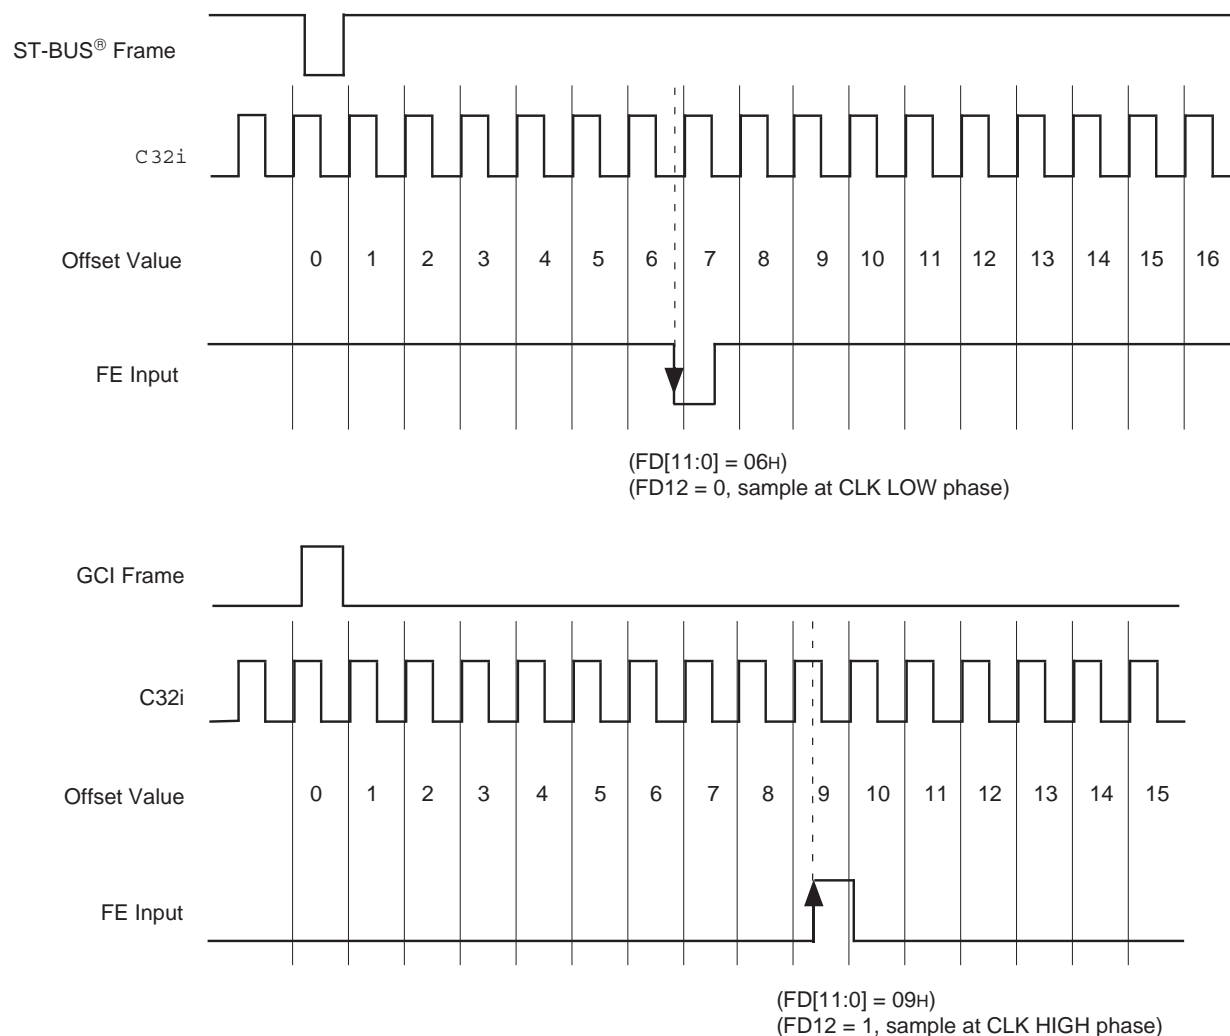 ST-BUS® Frame
C32i
Offset Value 0 1 2 3 4 5 6 7 8 9 10 11 12 13 14 15 16
FE Input
(FD[11:0] = 06H)
(FD12 = 0, sample at CLK LOW phase)
GCI Frame
C32i
Offset Value 0 1 2 3 4 5 6 7 8 9 10 11 12 13 14 15
FE Input
(FD[11:0] = 09H)
(FD12 = 1, sample at CLK HIGH phase)